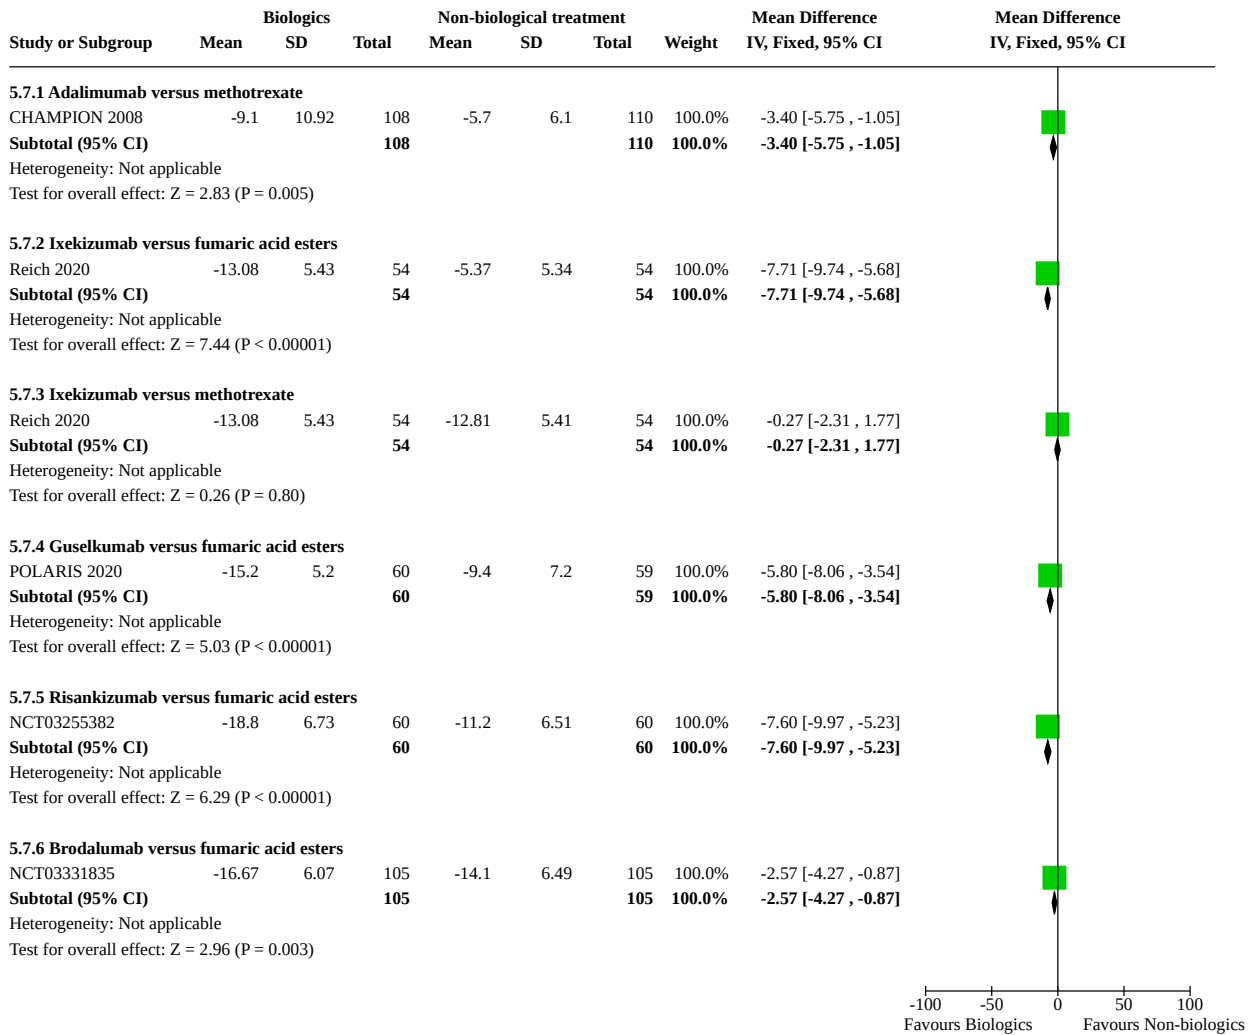 Biologics Non-biological treatment Mean Difference Mean Difference
Study or Subgroup Mean SD Total Mean SD Total Weight IV, Fixed, 95% CI IV, Fixed, 95% CI
5.7.1 Adalimumab versus methotrexate
CHAMPION 2008 -9.1 10.92 108 -5.7 6.1 110 100.0% -3.40 [-5.75 , -1.05]
Subtotal (95% CI) 108 110 100.0% -3.40 [-5.75 , -1.05]
Heterogeneity: Not applicable
Test for overall effect: Z = 2.83 (P = 0.005)
5.7.2 Ixekizumab versus fumaric acid esters
Reich 2020 -13.08 5.43 54 -5.37 5.34 54 100.0% -7.71 [-9.74 , -5.68]
Subtotal (95% CI) 54 54 100.0% -7.71 [-9.74 , -5.68]
Heterogeneity: Not applicable
Test for overall effect: Z = 7.44 (P < 0.00001)
5.7.3 Ixekizumab versus methotrexate
Reich 2020 -13.08 5.43 54 -12.81 5.41 54 100.0% -0.27 [-2.31 , 1.77]
Subtotal (95% CI) 54 54 100.0% -0.27 [-2.31 , 1.77]
Heterogeneity: Not applicable
Test for overall effect: Z = 0.26 (P = 0.80)
5.7.4 Guselkumab versus fumaric acid esters
POLARIS 2020 -15.2 5.2 60 -9.4 7.2 59 100.0% -5.80 [-8.06 , -3.54]
Subtotal (95% CI) 60 59 100.0% -5.80 [-8.06 , -3.54]
Heterogeneity: Not applicable
Test for overall effect: Z = 5.03 (P < 0.00001)
5.7.5 Risankizumab versus fumaric acid esters
NCT03255382 -18.8 6.73 60 -11.2 6.51 60 100.0% -7.60 [-9.97 , -5.23]
Subtotal (95% CI) 60 60 100.0% -7.60 [-9.97 , -5.23]
Heterogeneity: Not applicable
Test for overall effect: Z = 6.29 (P < 0.00001)
5.7.6 Brodalumab versus fumaric acid esters
NCT03331835 -16.67 6.07 105 -14.1 6.49 105 100.0% -2.57 [-4.27 , -0.87]
Subtotal (95% CI) 105 105 100.0% -2.57 [-4.27 , -0.87]
Heterogeneity: Not applicable
Test for overall effect: Z = 2.96 (P = 0.003)
-100 -50 0 50 100
Favours Biologics Favours Non-biologics